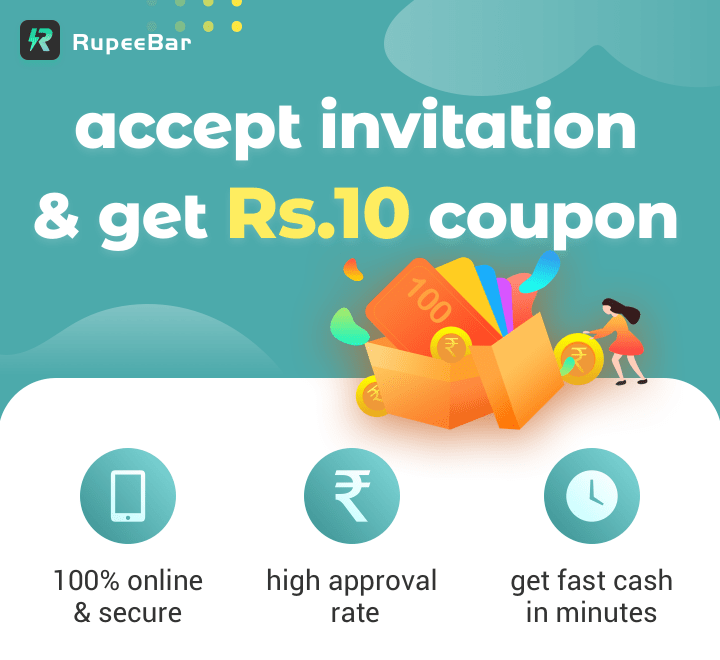 RupeeBar
accept invitation
& get Rs.10 coupon
100
₹
₹
₹
₹
100% online
& secure
high approval
rate
get fast cash
in minutes